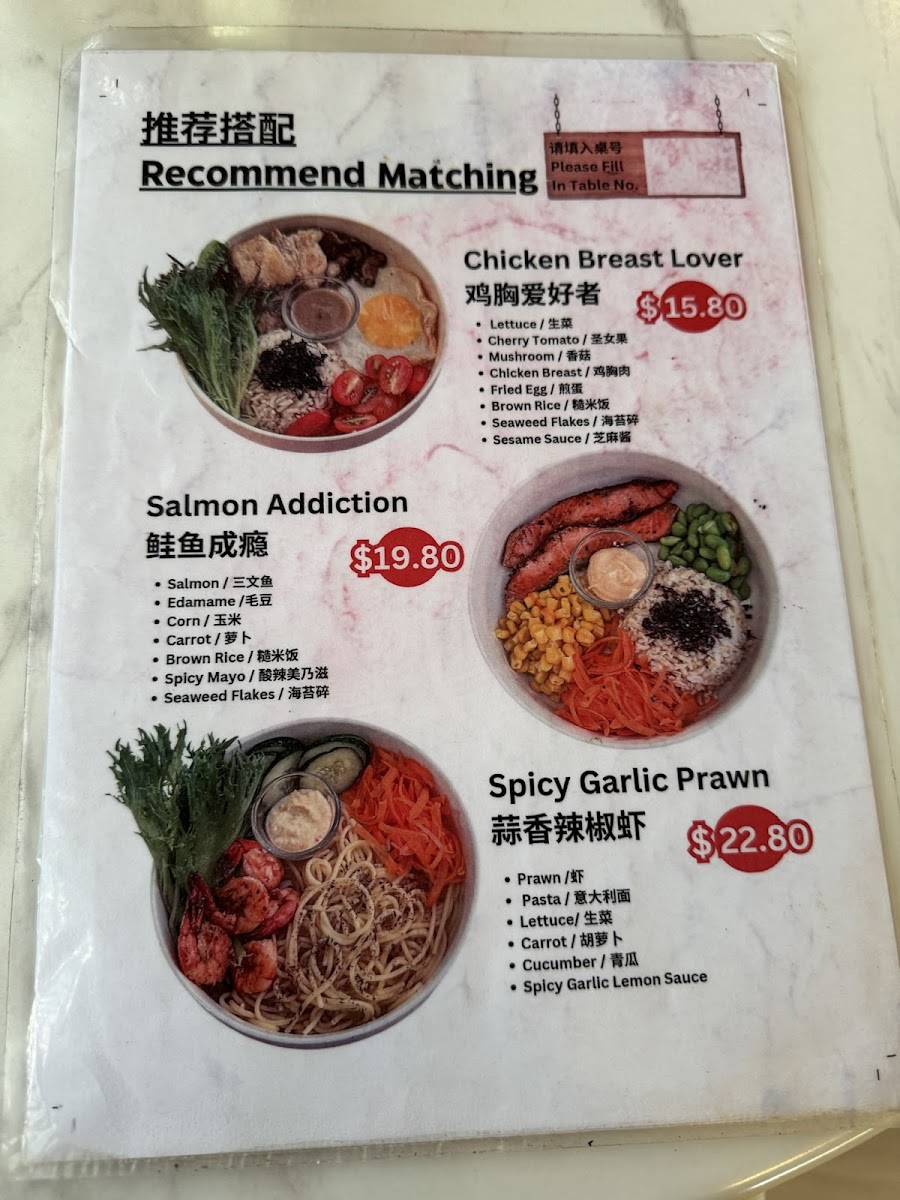 推荐搭配
Recommend Matching
请填入桌号
Please Fill
In Table No.
Chicken Breast Lover
鸡胸爱好者
$15.80
• Lettuce / 生菜
• Cherry Tomato / 圣女果
• Mushroom / 香菇
• Chicken Breast / 鸡胸肉
• Fried Egg / 煎蛋
• Brown Rice / 糙米饭
• Seaweed Flakes / 海苔碎
• Sesame Sauce / 芝麻酱
Salmon Addiction
鲑鱼成瘾
$19.80
• Salmon / 三文鱼
• Edamame /毛豆
• Corn / 玉米
• Carrot / 萝卜
• Brown Rice / 糙米饭
• Spicy Mayo / 酸辣美乃滋
• Seaweed Flakes / 海苔碎
Spicy Garlic Prawn
蒜香辣椒虾
$22.80
• Prawn /虾
• Pasta / 意大利面
• Lettuce/ 生菜
• Carrot / 胡萝卜
• Cucumber / 青瓜
• Spicy Garlic Lemon Sauce